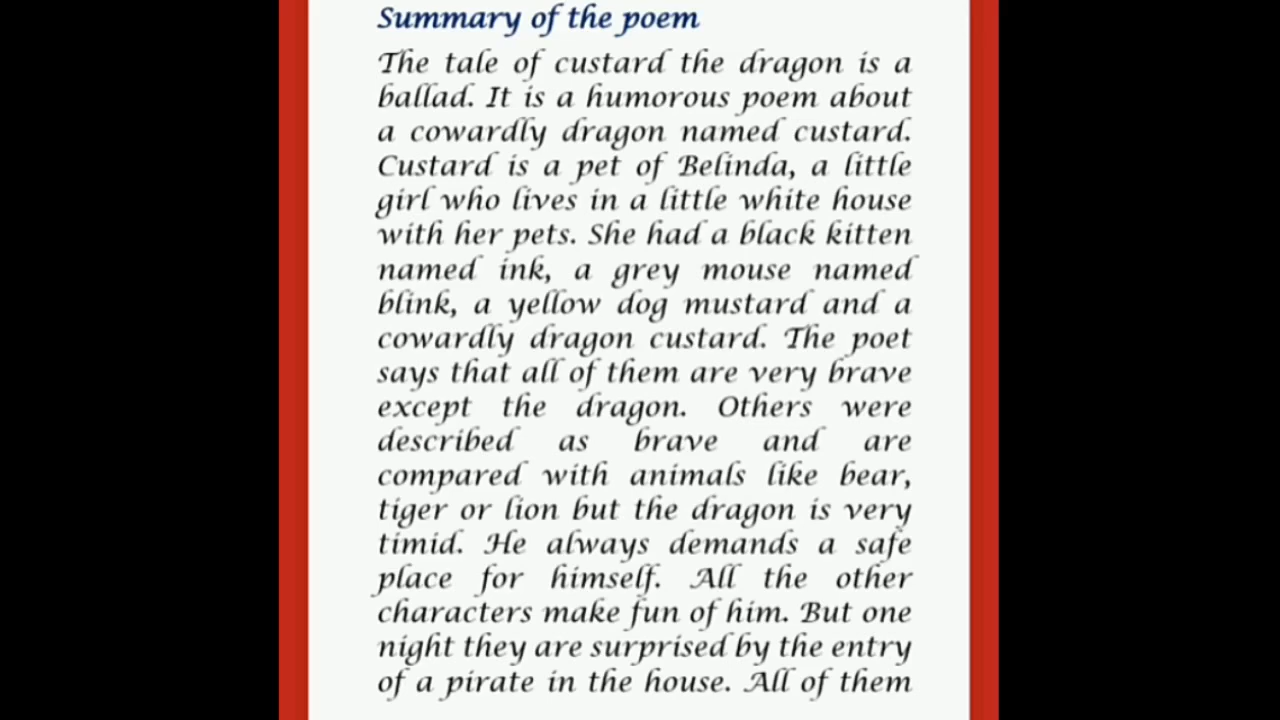 Summary of the poem
The tale of custard the dragon is a
ballad. It is a humorous poem about
a cowardly dragon named custard.
Custard is a pet of Belinda, a little
girl who lives in a little white house
with her pets. She had a black kitten
named ink, a grey mouse named
blink, a yellow dog mustard and a
cowardly dragon custard. The poet
says that all of them are very brave
except the dragon. Others were
described as brave and are
compared with animals like bear,
tiger or lion but the dragon is very
timid. He always demands a safe
place for himself. All the other
characters make fun of him. But one
night they are surprised by the entry
of a pirate in the house. All of them